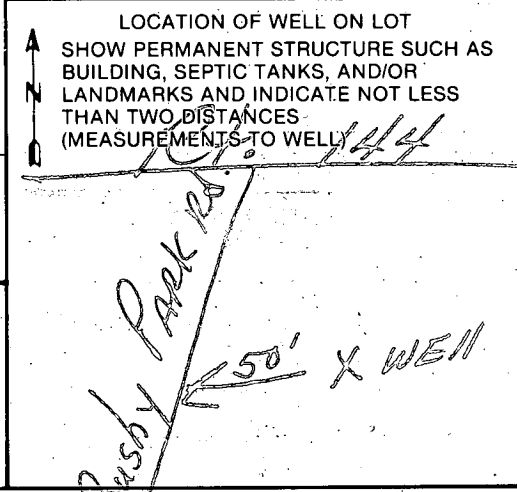 LOCATION OF WELL ON LOT
SHOW PERMANENT STRUCTURE SUCH AS
BUILDING, SEPTIC TANKS, AND/OR
LANDMARKS AND INDICATE NOT LESS
THAN TWO DISTANCES
(MEASUREMENTS TO WELL)
N
Rt. 144
Park Rd
50' X WEll